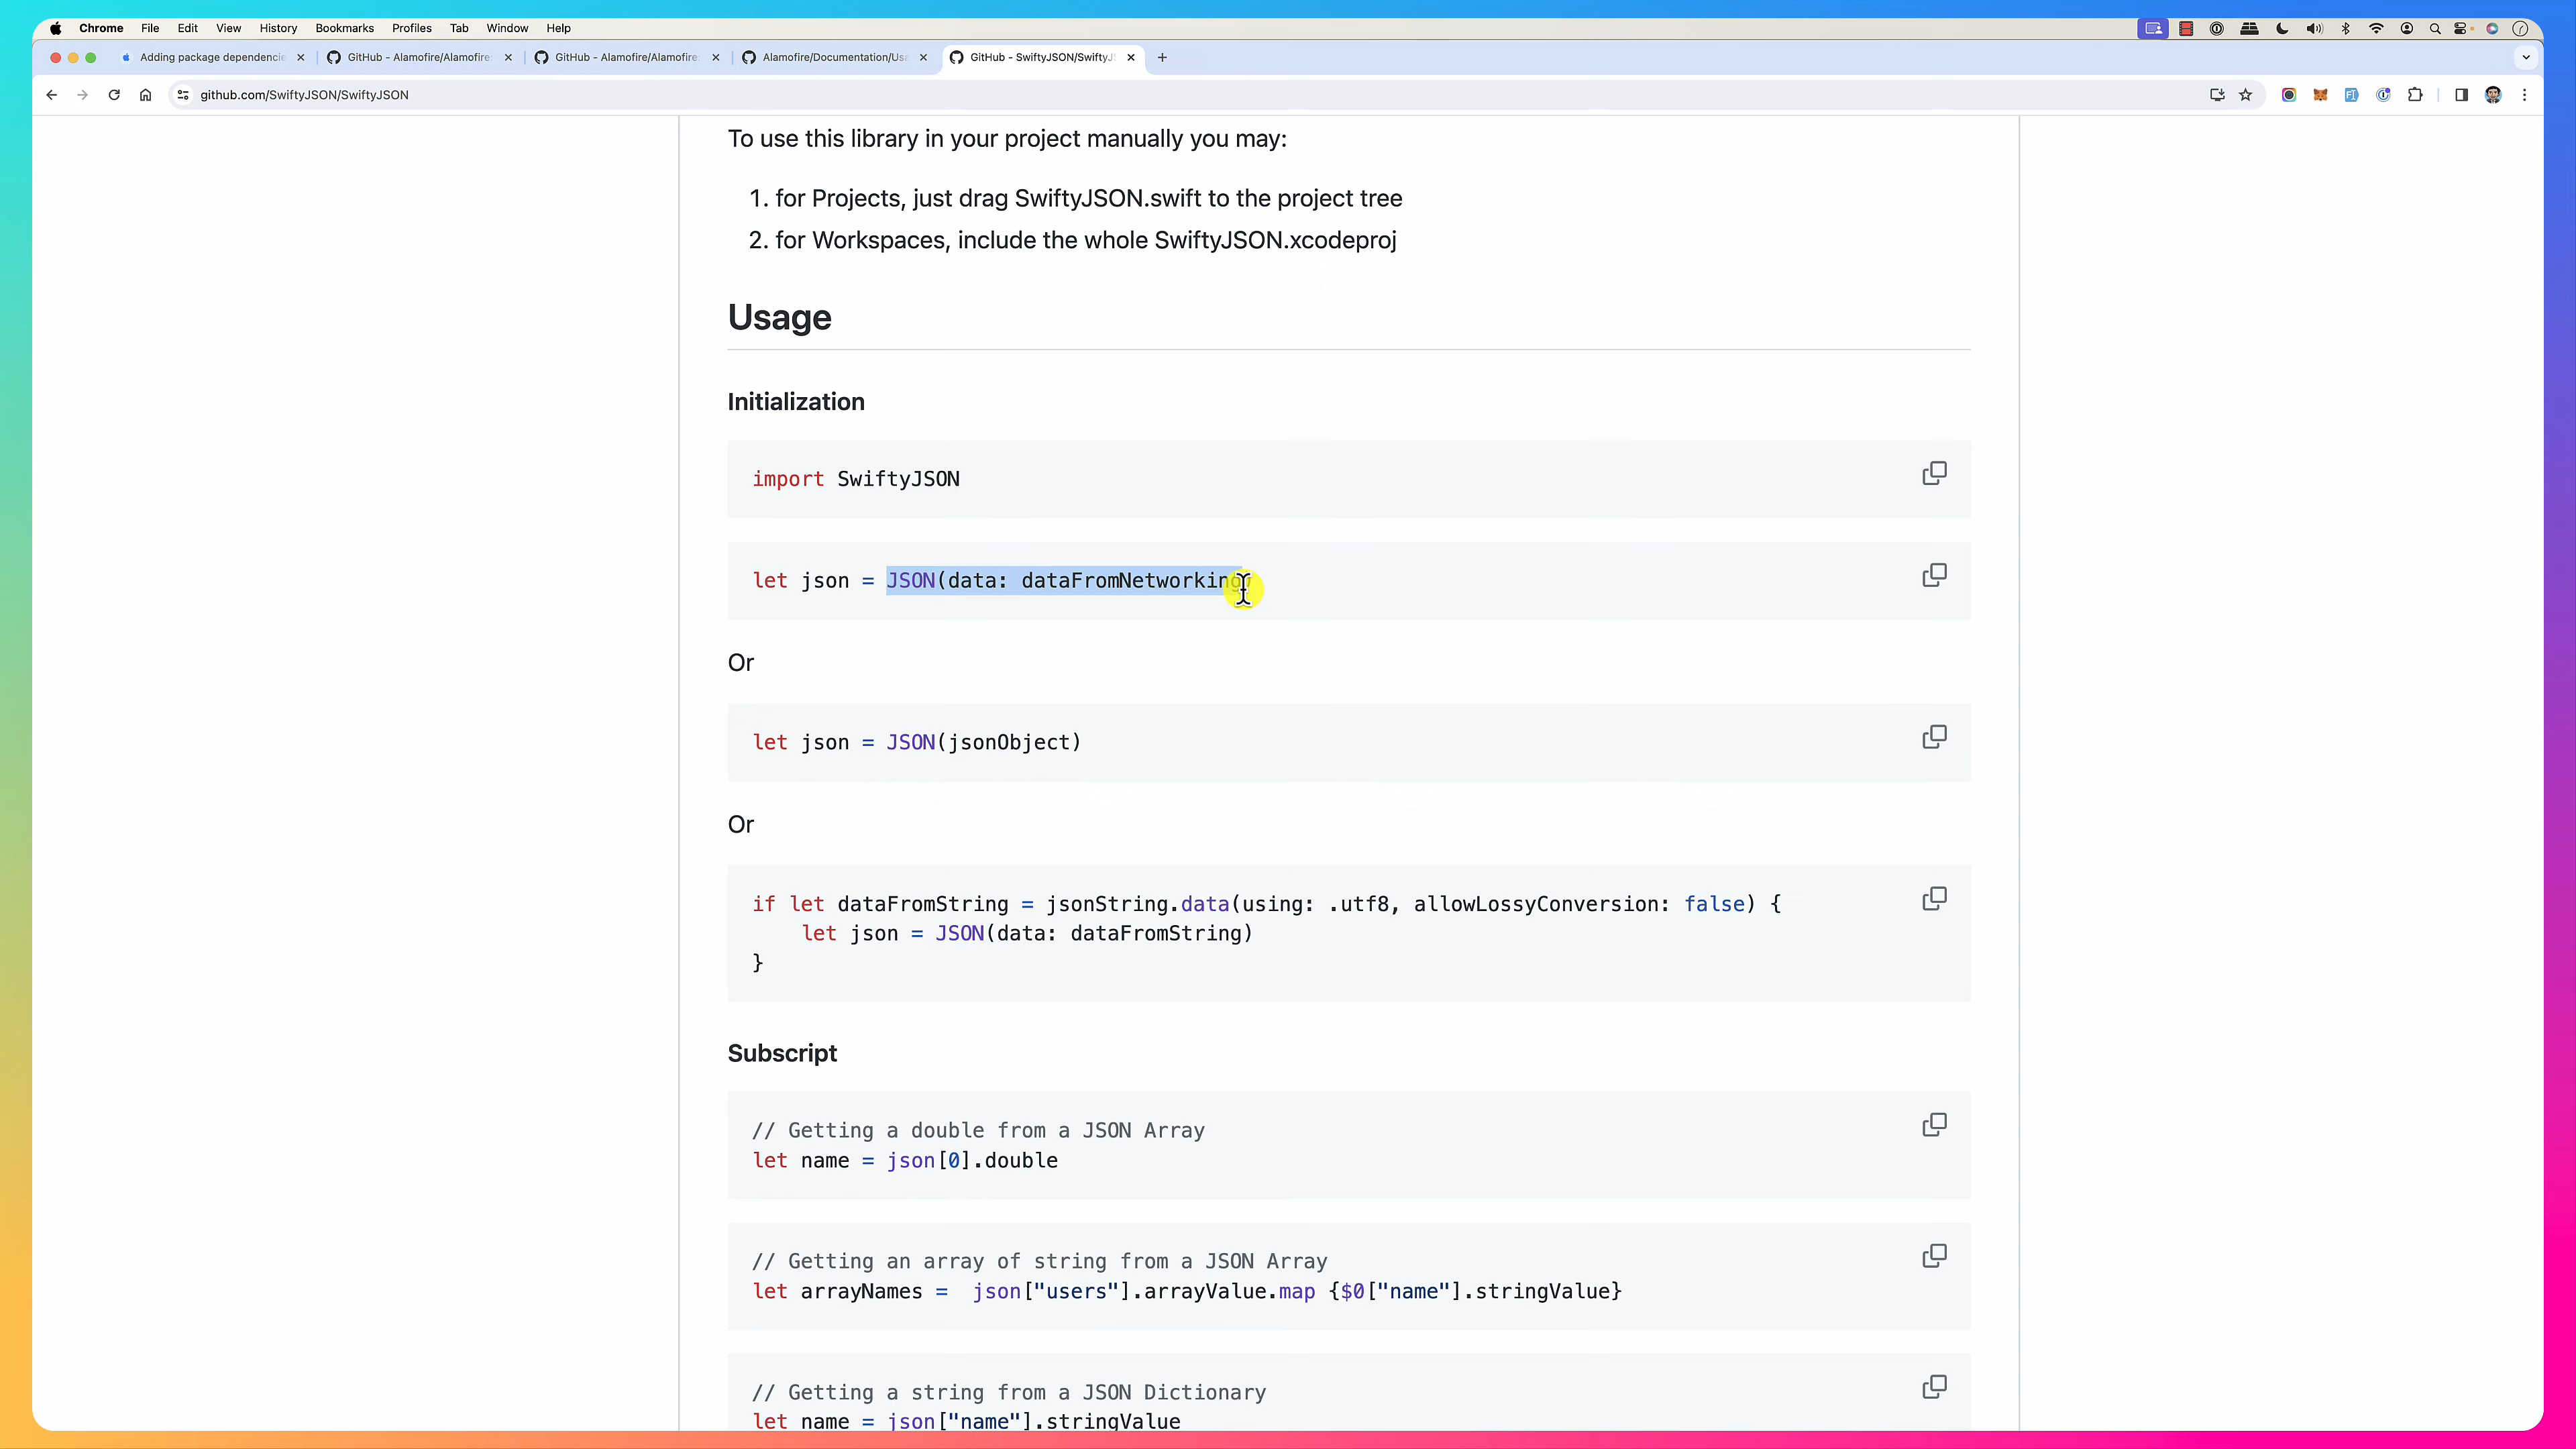 Chrome File Edit View History Bookmarks Profiles Tab Window Help
Adding package dependencie
GitHub - Alamofire/Alamofire:
GitHub - Alamofire/Alamofire:
Alamofire/Documentation/Usa
GitHub - SwiftyJSON/SwiftyJS
github.com/SwiftyJSON/SwiftyJSON
To use this library in your project manually you may:
1. for Projects, just drag SwiftyJSON.swift to the project tree
2. for Workspaces, include the whole SwiftyJSON.xcodeproj
Usage
Initialization
import SwiftyJSON
let json = JSON(data: dataFromNetworking)
Or
let json = JSON(jsonObject)
Or
if let dataFromString = jsonString.data(using: .utf8, allowLossyConversion: false) {
let json = JSON(data: dataFromString)
}
Subscript
// Getting a double from a JSON Array
let name = json[0].double
// Getting an array of string from a JSON Array
let arrayNames =  json["users"].arrayValue.map {$0["name"].stringValue}
// Getting a string from a JSON Dictionary
let name = json["name"].stringValue